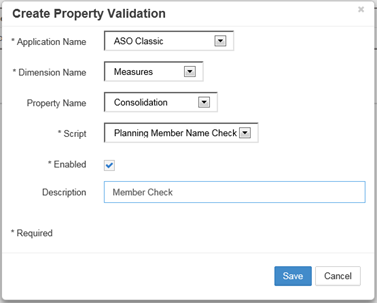 Create Property Validation ×
* Application Name ASO Classic
* Dimension Name Measures
Property Name Consolidation
* Script Planning Member Name Check
* Enabled
Description Member Check
* Required
Save Cancel